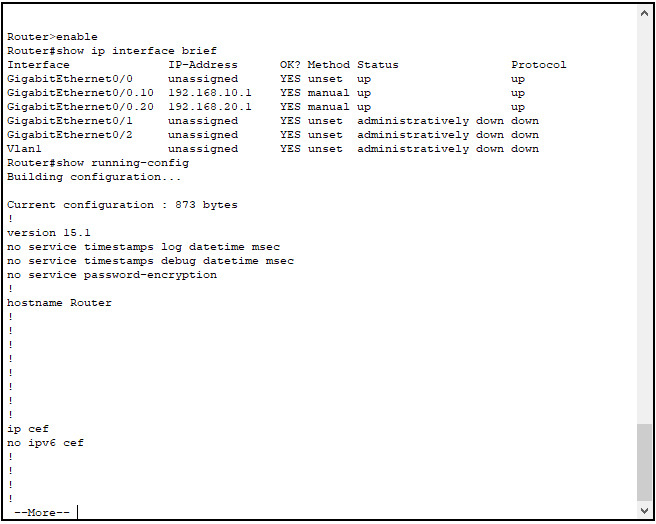 Router>enable
Router#show ip interface brief
Interface              IP-Address      OK? Method Status                Protocol
GigabitEthernet0/0     unassigned      YES unset  up                    up
GigabitEthernet0/0.10  192.168.10.1    YES manual up                    up
GigabitEthernet0/0.20  192.168.20.1    YES manual up                    up
GigabitEthernet0/1     unassigned      YES unset  administratively down down
GigabitEthernet0/2     unassigned      YES unset  administratively down down
Vlan1                  unassigned      YES unset  administratively down down
Router#show running-config
Building configuration...
Current configuration : 873 bytes
!
version 15.1
no service timestamps log datetime msec
no service timestamps debug datetime msec
no service password-encryption
!
hostname Router
!
!
!
!
!
!
!
!
ip cef
no ipv6 cef
!
!
!
!
--More--